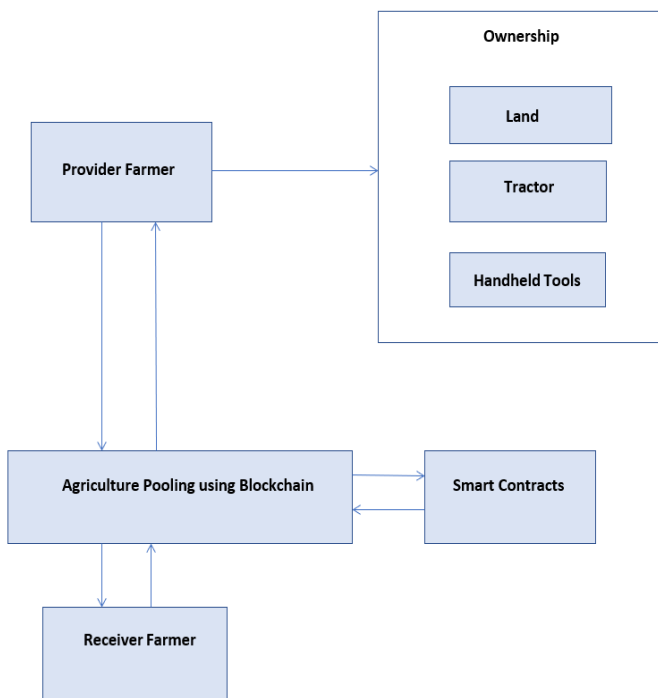 Ownership
Land
Provider Farmer
Tractor
Handheld Tools
Agriculture Pooling using Blockchain
Smart Contracts
Receiver Farmer